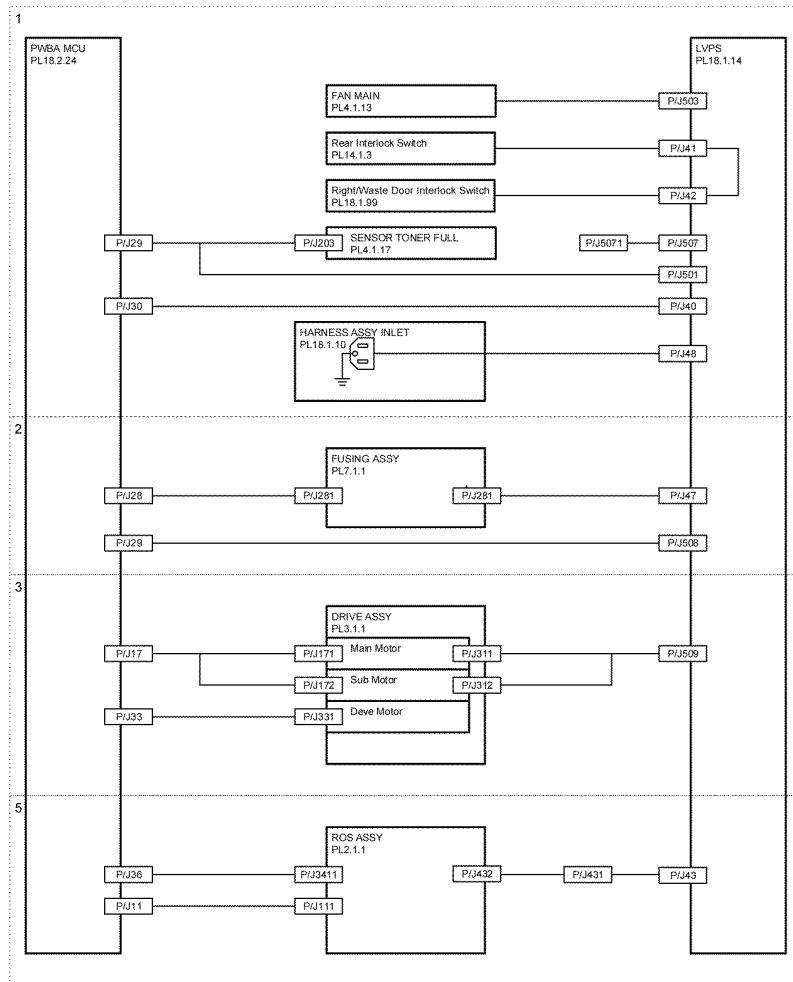 1
PWBA MCU
PL18.2.24
LVPS
PL18.1.14
FAN MAIN
PL4.1.13
P/J503
Rear Interlock Switch
PL14.1.3
P/J41
Right/Waste Door Interlock Switch
PL18.1.99
P/J42
P/J29
P/J203
SENSOR TONER FULL
PL4.1.17
P/J5071
P/J507
P/J501
P/J30
P/J40
HARNESS ASSY INLET
PL18.1.10
P/J48
2
FUSING ASSY
PL7.1.1
P/J28
P/J281
P/J281
P/J47
P/J29
P/J508
3
DRIVE ASSY
PL3.1.1
P/J17
P/J171
Main Motor
P/J311
P/J509
P/J172
Sub Motor
P/J312
P/J33
P/J331
Deve Motor
5
ROS ASSY
PL2.1.1
P/J36
P/J3411
P/J432
P/J431
P/J43
P/J11
P/J111